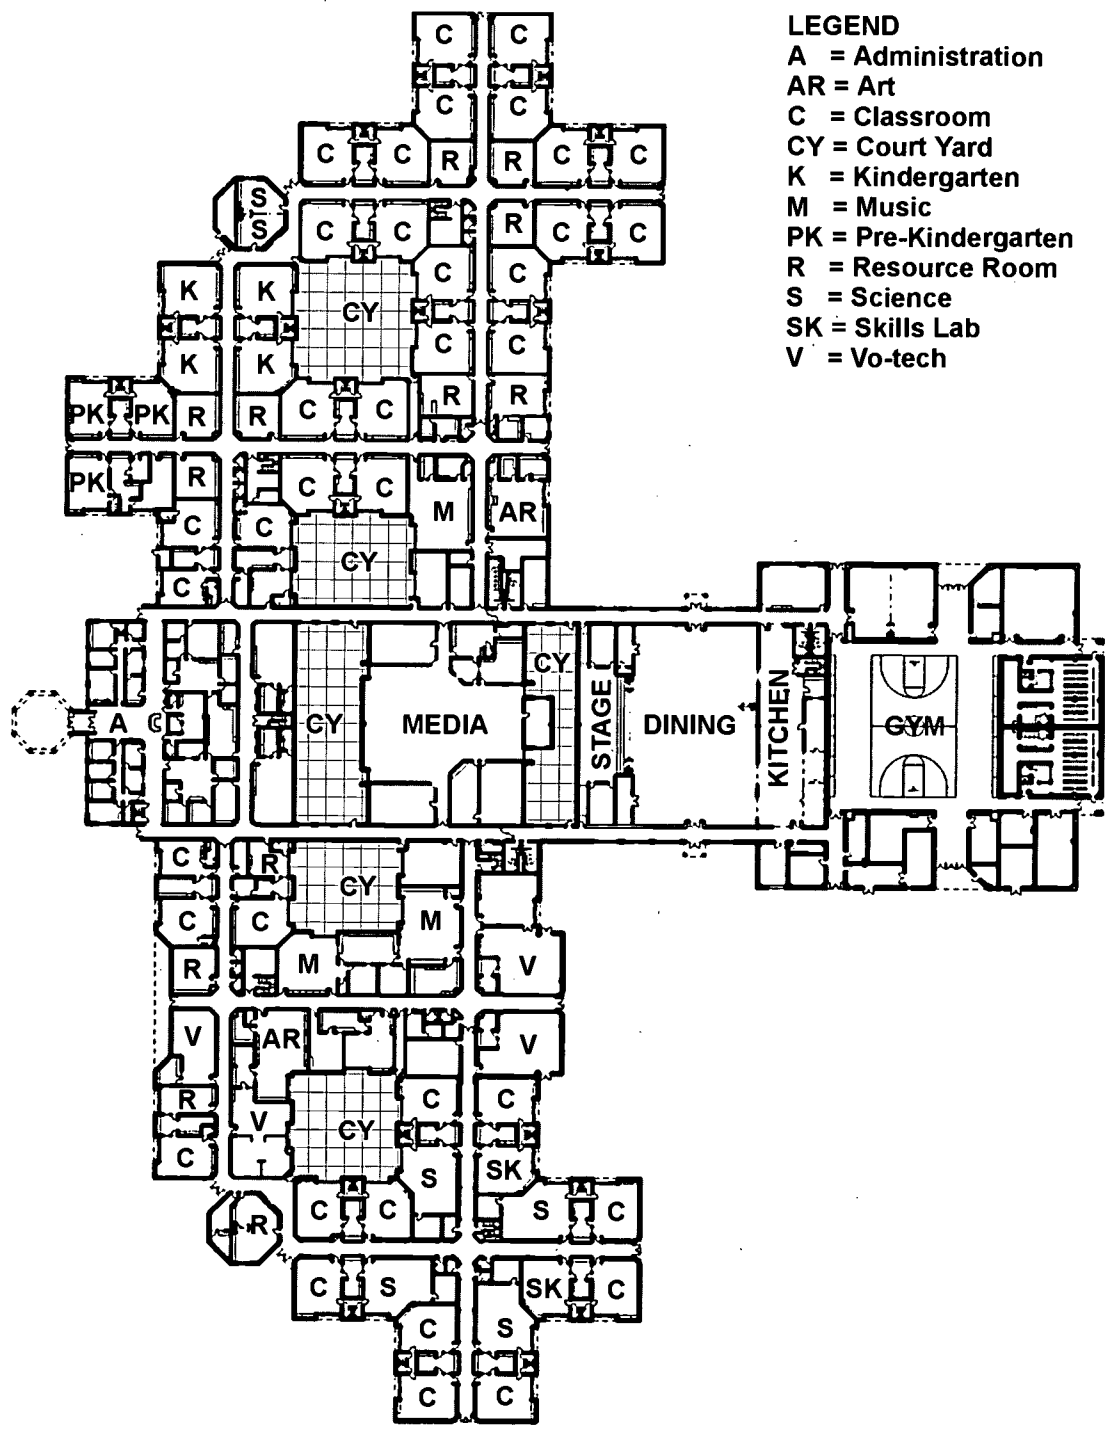 LEGEND
A = Administration
AR = Art
C = Classroom
CY = Court Yard
K = Kindergarten
M = Music
PK = Pre-Kindergarten
R = Resource Room
S = Science
SK = Skills Lab
V = Vo-tech
C C
C C
C C R R C C
S
S
C C R C C
C C
K K CY
C C
K K
R R
PK PK R R C C
PK R C C
M AR
C C
CY
C
CY
A C CY MEDIA STAGE DINING KITCHEN GYM
C R
CY
C C M
R M V
V AR V
R C C
V CY
C S SK
C C S C
R
C S SK C
C S
C C